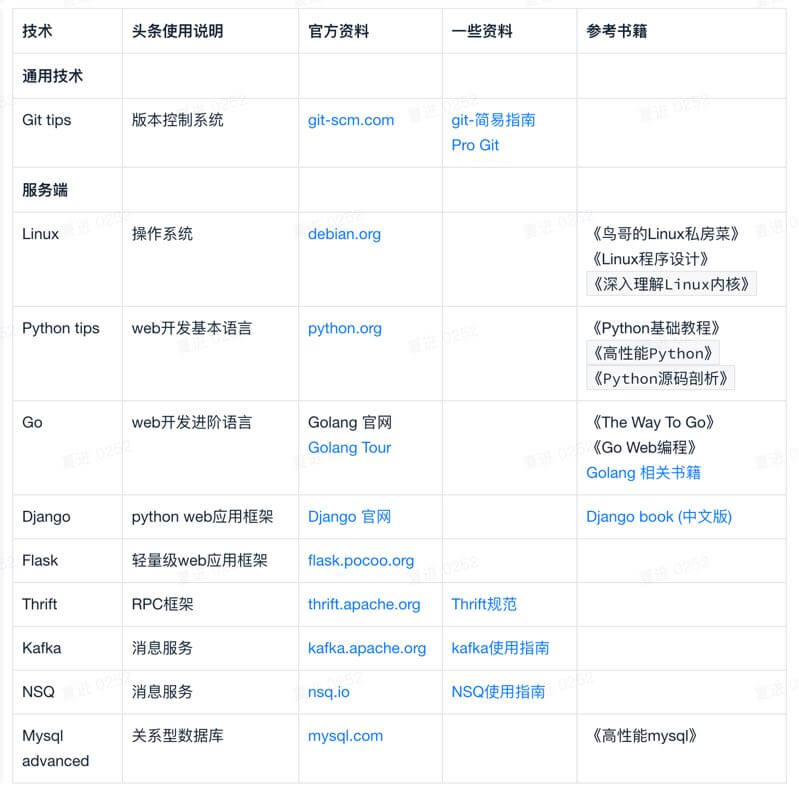 技术 头条使用说明 官方资料 一些资料 参考书籍
通用技术
Git tips 版本控制系统 git-scm.com git-简易指南
Pro Git
服务端
Linux 操作系统 debian.org 《鸟哥的Linux私房菜》
《Linux程序设计》
《深入理解Linux内核》
Python tips web开发基本语言 python.org 《Python基础教程》
《高性能Python》
《Python源码剖析》
Go web开发进阶语言 Golang 官网 《The Way To Go》
Golang Tour 《Go Web编程》
Golang 相关书籍
Django python web应用框架 Django 官网 Django book (中文版)
Flask 轻量级web应用框架 flask.pocoo.org
Thrift RPC框架 thrift.apache.org Thrift规范
Kafka 消息服务 kafka.apache.org kafka使用指南
NSQ 消息服务 nsq.io NSQ使用指南
Mysql 关系型数据库 mysql.com 《高性能mysql》
advanced